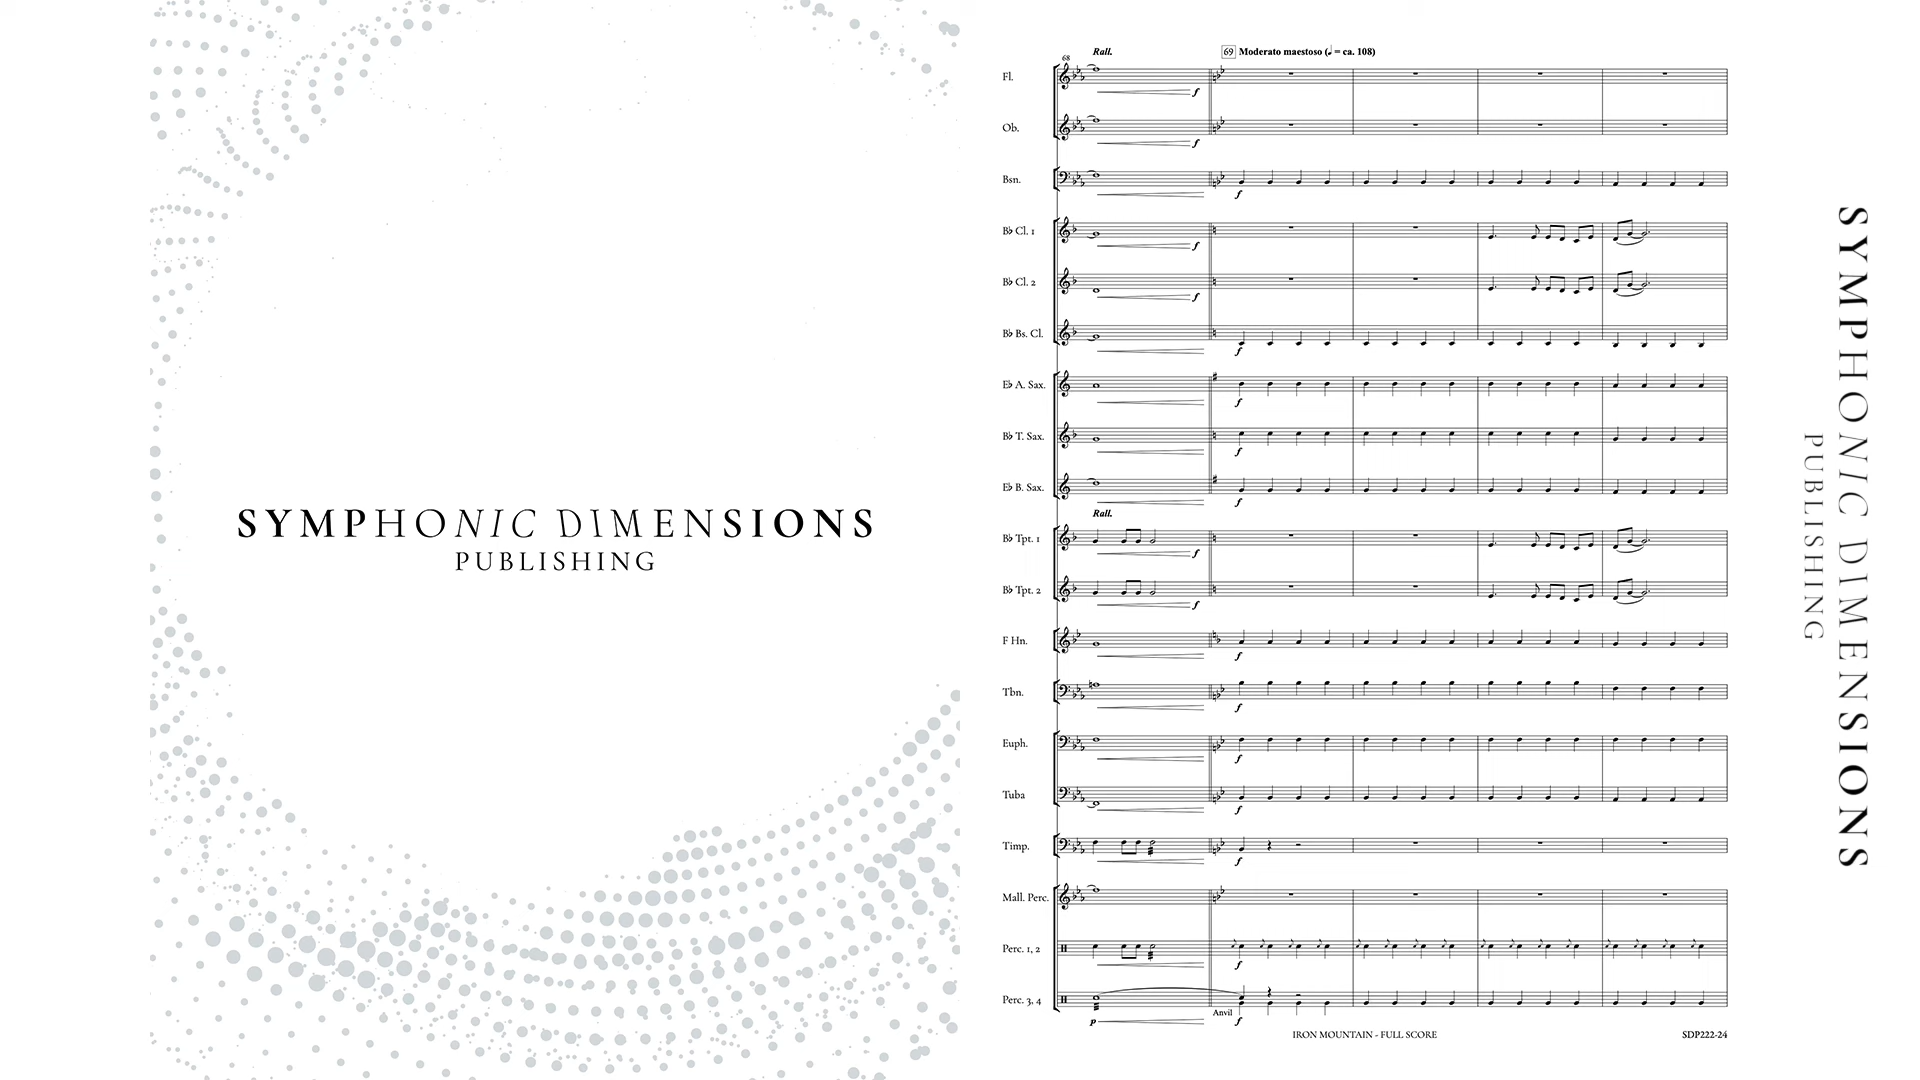 SYMPHONIC DIMENSIONS
PUBLISHING
Rall.
69 Moderato maestoso (♩ = ca. 108)
68
Fl.
f
Ob.
f
Bsn.
f
B♭ Cl. 1
f
B♭ Cl. 2
f
B♭ Bs. Cl.
f
E♭ A. Sax.
f
B♭ T. Sax.
f
E♭ B. Sax.
f
Rall.
B♭ Tpt. 1
f
B♭ Tpt. 2
f
F Hn.
f
Tbn.
f
Euph.
f
Tuba
f
Timp.
f
Mall. Perc.
Perc. 1, 2
f
Perc. 3, 4
Anvil
p f
IRON MOUNTAIN - FULL SCORE
SDP222-24
SYMPHONIC DIMENSIONS
PUBLISHING